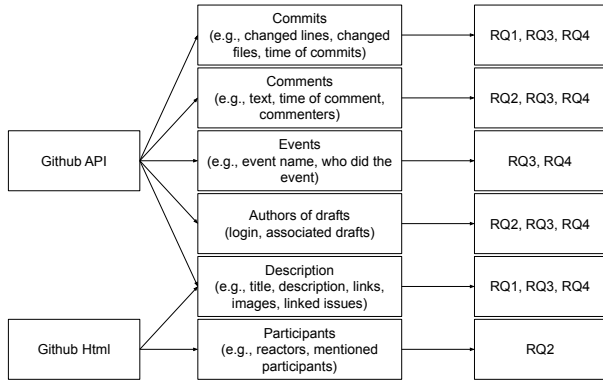 Commits
(e.g., changed lines, changed
files, time of commits)
RQ1, RQ3, RQ4
Comments
(e.g., text, time of comment,
commenters)
RQ2, RQ3, RQ4
Github API
Events
(e.g., event name, who did the
event)
RQ3, RQ4
Authors of drafts
(login, associated drafts)
RQ2, RQ3, RQ4
Description
(e.g., title, description, links,
images, linked issues)
RQ1, RQ3, RQ4
Github Html
Participants
(e.g., reactors, mentioned
participants)
RQ2